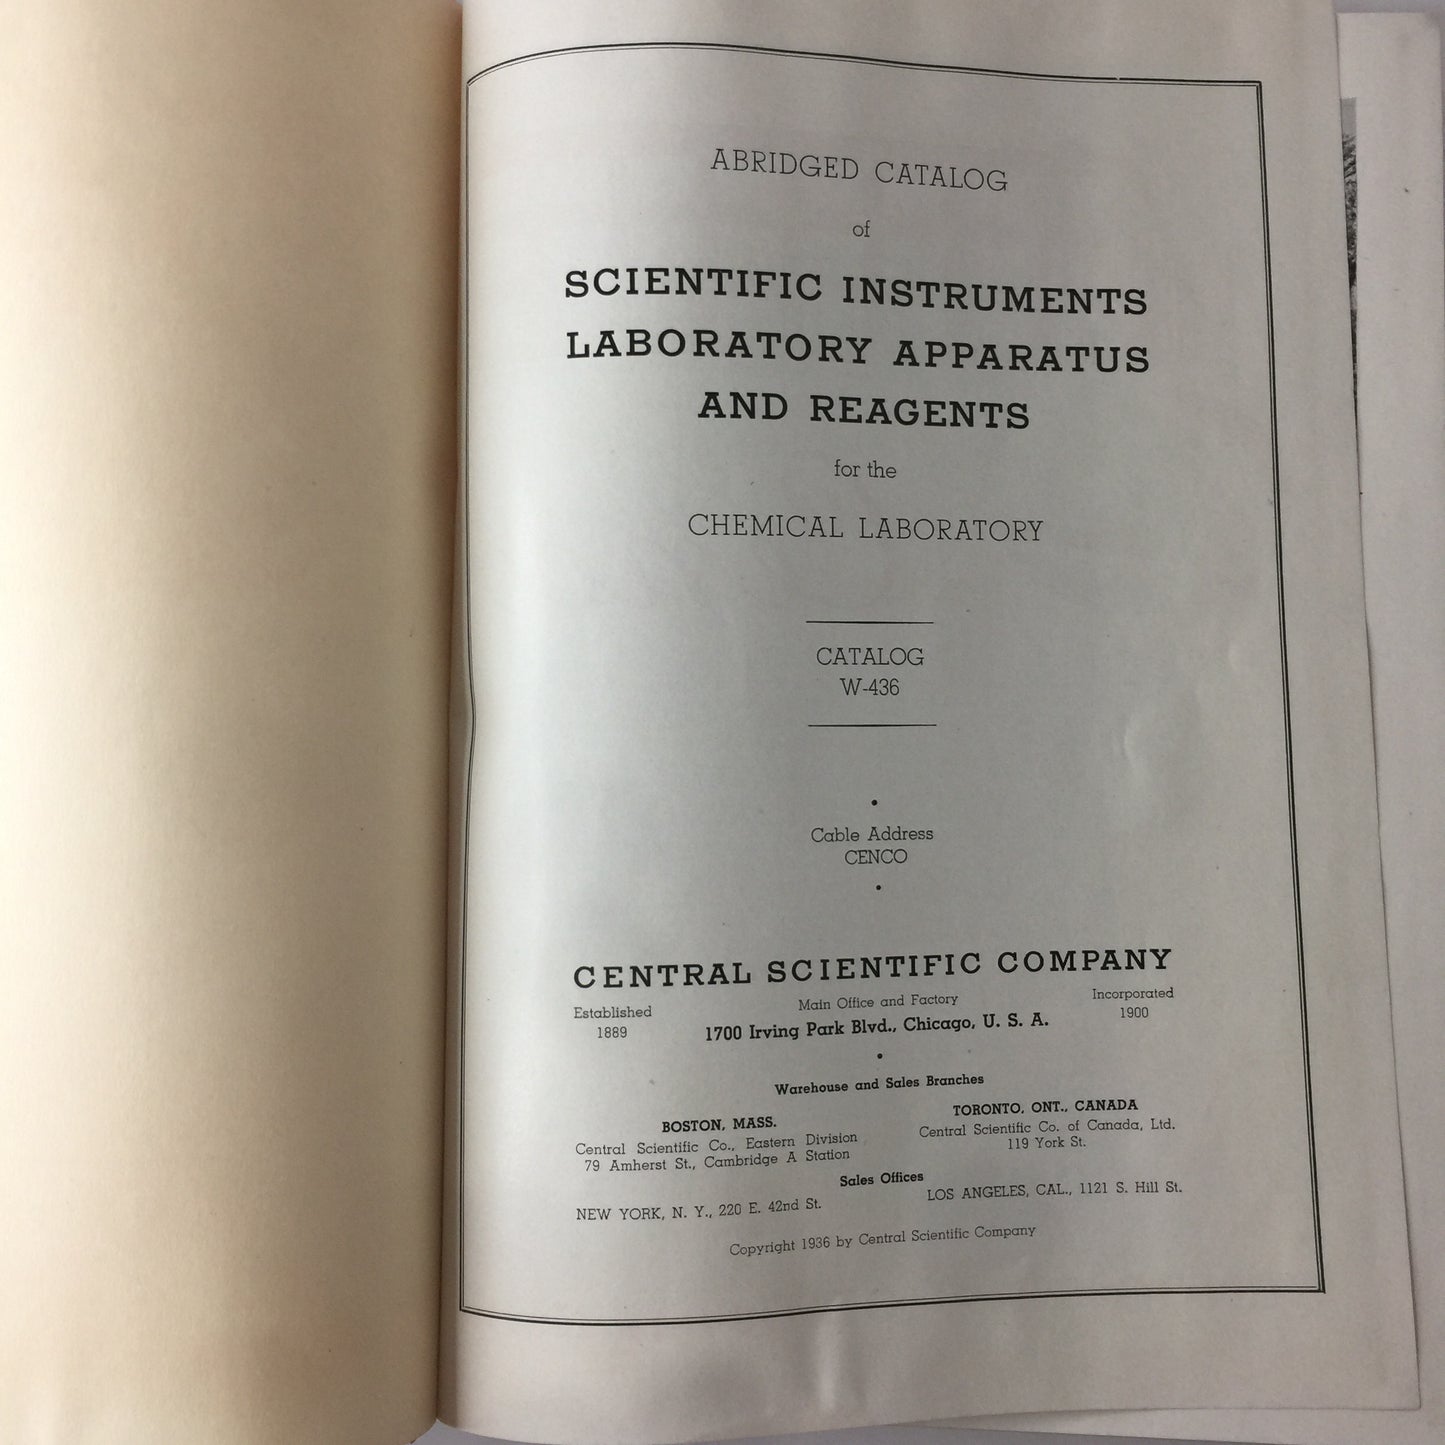 ABRIDGED CATALOG
of
SCIENTIFIC INSTRUMENTS
LABORATORY APPARATUS
AND REAGENTS
for the
CHEMICAL LABORATORY
CATALOG
W-436
•
Cable Address
CENCO
•
CENTRAL SCIENTIFIC COMPANY
Established
1889
Main Office and Factory
1700 Irving Park Blvd., Chicago, U. S. A.
Incorporated
1900
•
Warehouse and Sales Branches
BOSTON, MASS.
Central Scientific Co., Eastern Division
79 Amherst St., Cambridge A Station
TORONTO, ONT., CANADA
Central Scientific Co. of Canada, Ltd.
119 York St.
Sales Offices
NEW YORK, N. Y., 220 E. 42nd St.
LOS ANGELES, CAL., 1121 S. Hill St.
Copyright 1936 by Central Scientific Company